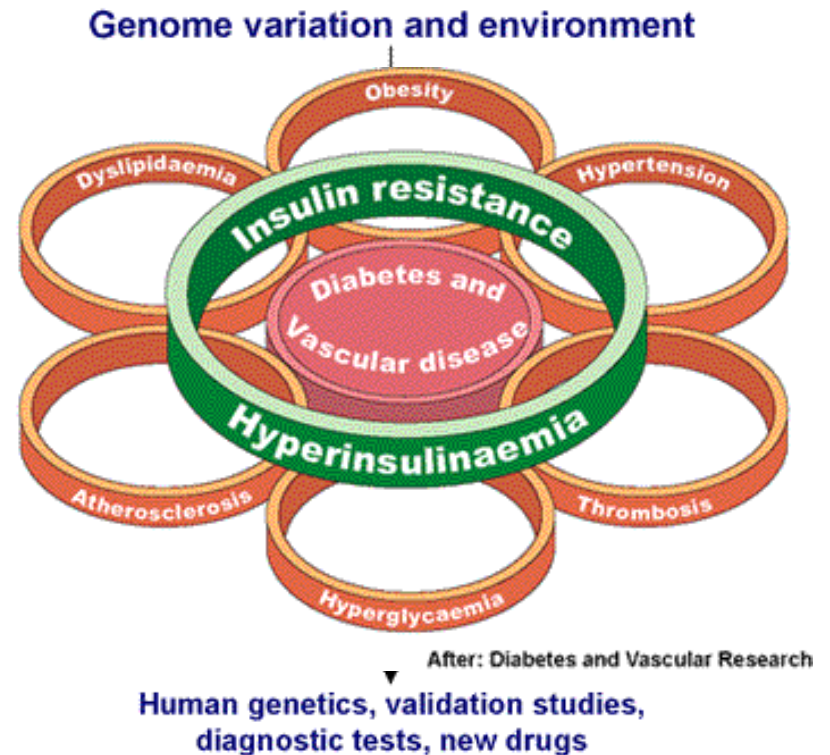 Genome variation and environment
Obesity
Dyslipidaemia
Hypertension
Insulin resistance
Diabetes and
Vascular disease
Hyperinsulinaemia
Atherosclerosis
Thrombosis
Hyperglycaemia
After: Diabetes and Vascular Research
Human genetics, validation studies,
diagnostic tests, new drugs